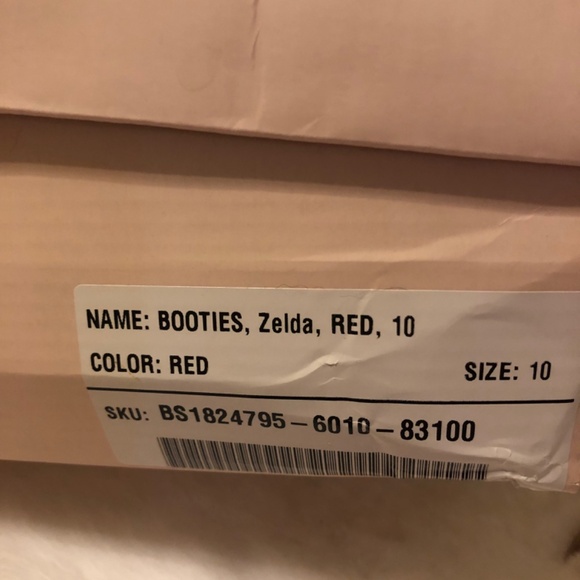 NAME: BOOTIES, Zelda, RED, 10
COLOR: RED SIZE: 10
SKU: BS1824795-6010-83100